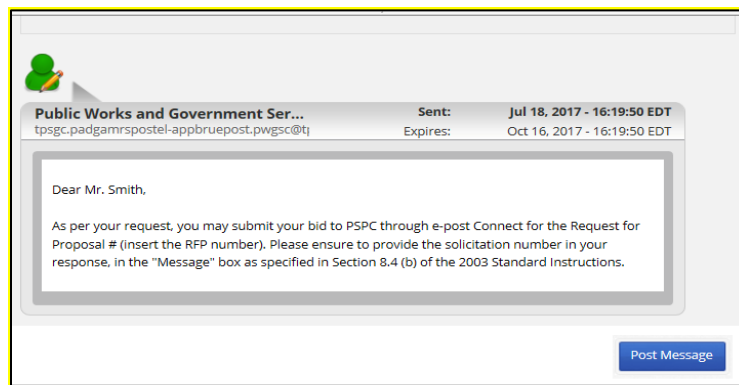 Public Works and Government Ser... Sent: Jul 18, 2017 - 16:19:50 EDT
tpsgc.padgamrspostel-appbruepost.pwgsc@tp Expires: Oct 16, 2017 - 16:19:50 EDT
Dear Mr. Smith,
As per your request, you may submit your bid to PSPC through e-post Connect for the Request for
Proposal # (insert the RFP number). Please ensure to provide the solicitation number in your
response, in the "Message" box as specified in Section 8.4 (b) of the 2003 Standard Instructions.
Post Message